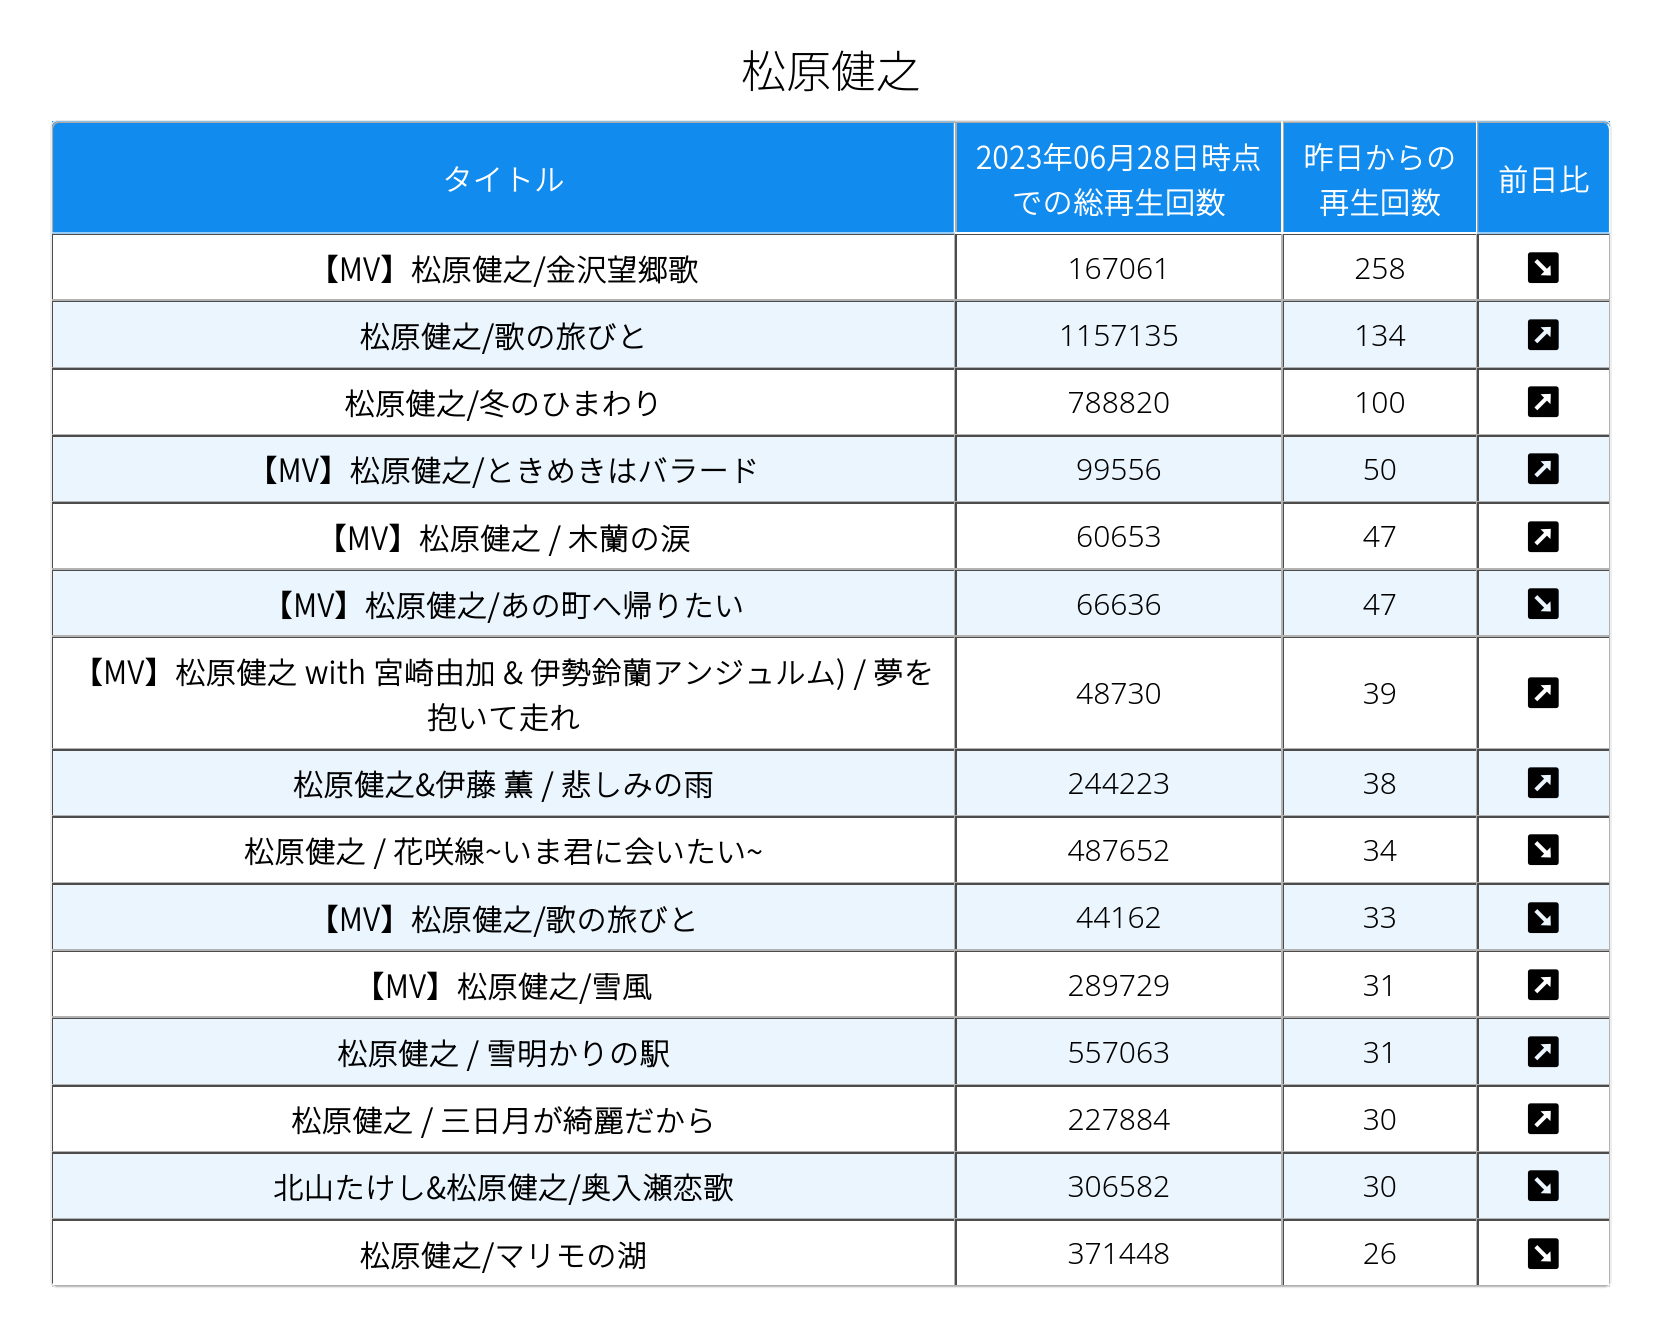 松原健之
タイトル
2023年06月28日時点
での総再生回数
昨日からの
再生回数
前日比
【MV】松原健之/金沢望郷歌 167061 258
松原健之/歌の旅びと 1157135 134
松原健之/冬のひまわり 788820 100
【MV】松原健之/ときめきはバラード 99556 50
【MV】松原健之 / 木蘭の涙 60653 47
【MV】松原健之/あの町へ帰りたい 66636 47
【MV】松原健之 with 宮崎由加 & 伊勢鈴蘭アンジュルム) / 夢を
抱いて走れ
48730 39
松原健之&伊藤 薫 / 悲しみの雨 244223 38
松原健之 / 花咲線~いま君に会いたい~ 487652 34
【MV】松原健之/歌の旅びと 44162 33
【MV】松原健之/雪風 289729 31
松原健之 / 雪明かりの駅 557063 31
松原健之 / 三日月が綺麗だから 227884 30
北山たけし&松原健之/奥入瀬恋歌 306582 30
松原健之/マリモの湖 371448 26